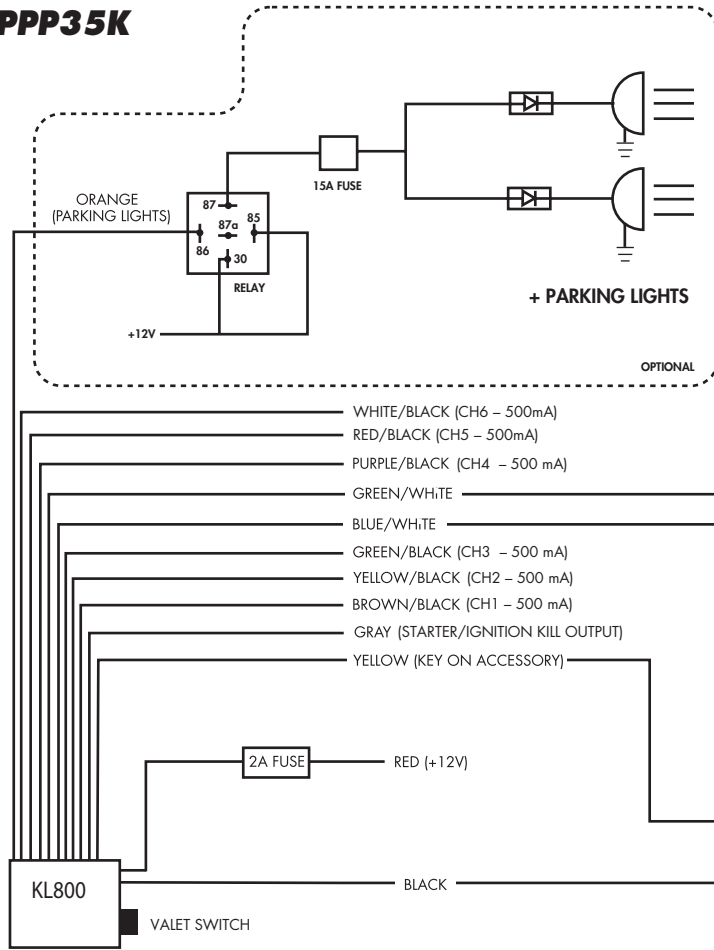 PPP35K
15A FUSE
ORANGE
(PARKING LIGHTS)
87
87a
85
86
30
RELAY
+12V
+ PARKING LIGHTS
OPTIONAL
WHITE/BLACK (CH6 – 500mA)
RED/BLACK (CH5 – 500mA)
PURPLE/BLACK (CH4 – 500 mA)
GREEN/WHITE
BLUE/WHITE
GREEN/BLACK (CH3 – 500 mA)
YELLOW/BLACK (CH2 – 500 mA)
BROWN/BLACK (CH1 – 500 mA)
GRAY (STARTER/IGNITION KILL OUTPUT)
YELLOW (KEY ON ACCESSORY)
2A FUSE
RED (+12V)
KL800
BLACK
VALET SWITCH